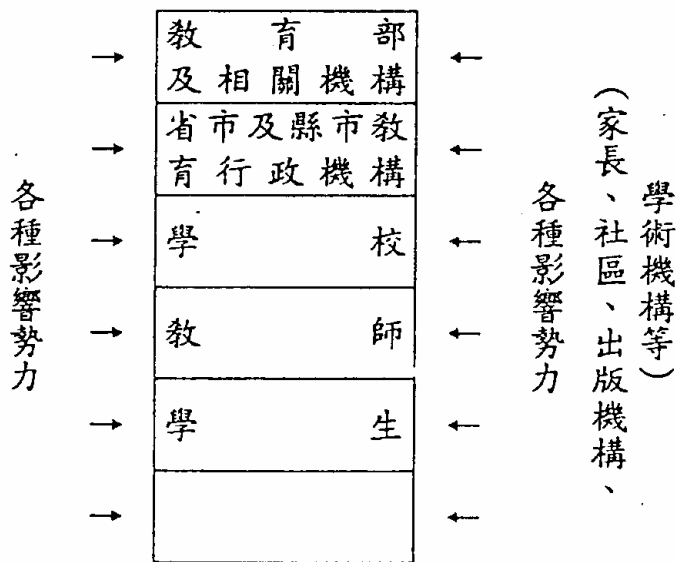 教育部
及相關機構
省市及縣市教
育行政機構
學校
教師
學生
各種影響勢力
各種影響勢力
（家長、社區、出版機構、
學術機構等）